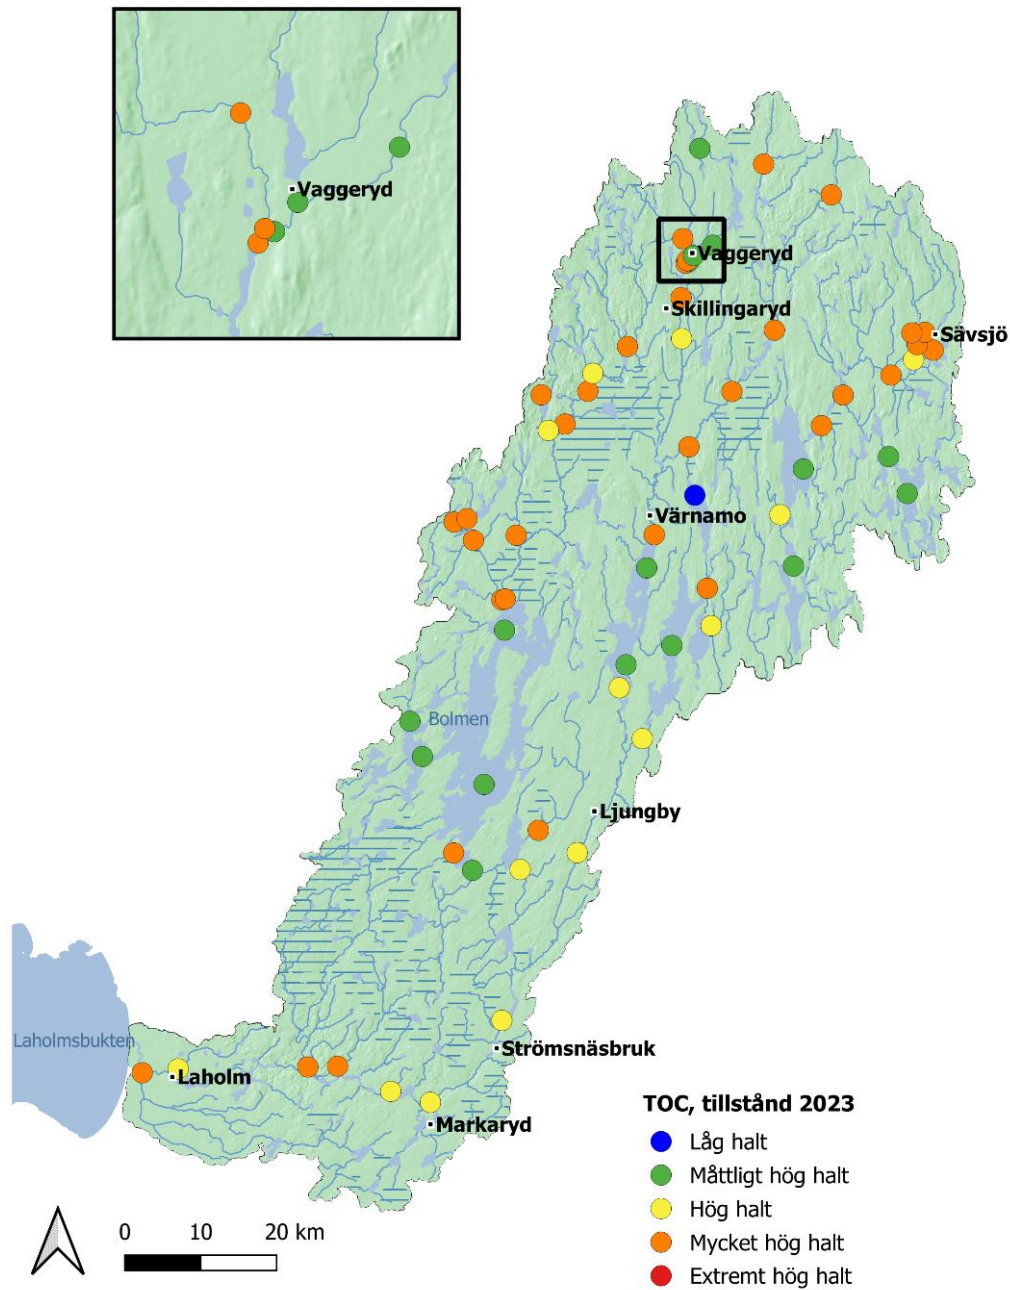 Vaggeryd
Vaggeryd
Skillingaryd
Sävsjö
Värnamo
Bolmen
Ljungby
Laholmsbukten
Strömsnäsbruk
Laholm
Markaryd
TOC, tillstånd 2023
Låg halt
Måttligt hög halt
Hög halt
Mycket hög halt
Extremt hög halt
0 10 20 km